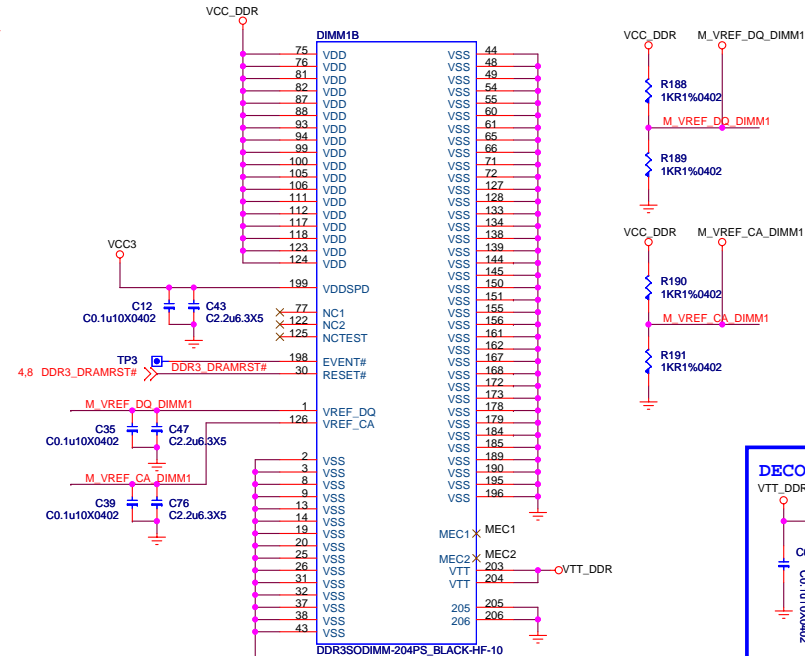 VCC_DDR
DIMM1B
75 VDD VSS 44
76 VDD VSS 48
81 VDD VSS 49
82 VDD VSS 54
87 VDD VSS 55
88 VDD VSS 60
93 VDD VSS 61
94 VDD VSS 65
99 VDD VSS 66
100 VDD VSS 71
105 VDD VSS 72
106 VDD VSS 127
111 VDD VSS 128
112 VDD VSS 133
117 VDD VSS 134
118 VDD VSS 138
123 VDD VSS 139
124 VDD VSS 144
VSS 145
VCC3
199 VDDSPD VSS 150
VSS 151
C12 C43 77 NC1 VSS 155
C0.1u10X0402 C2.2u6.3X5 122 NC2 VSS 156
125 NCTEST VSS 161
VSS 162
TP3 198 EVENT# VSS 167
4,8 DDR3_DRAMRST# DDR3_DRAMRST# 30 RESET# VSS 168
VSS 172
VSS 173
M_VREF_DQ_DIMM1 1 VREF_DQ VSS 178
126 VREF_CA VSS 179
C35 C47 VSS 184
C0.1u10X0402 C2.2u6.3X5 VSS 185
2 VSS VSS 189
3 VSS VSS 190
M_VREF_CA_DIMM1 8 VSS VSS 195
9 VSS VSS 196
C39 C76 13 VSS
C0.1u10X0402 C2.2u6.3X5 14 VSS
19 VSS MEC1 MEC1
20 VSS
25 VSS MEC2 MEC2
26 VSS VTT 203 VTT_DDR
31 VSS VTT 204
32 VSS
37 VSS 205 205
38 VSS 206 206
43 VSS
DDR3SODIMM-204PS_BLACK-HF-10
VCC_DDR M_VREF_DQ_DIMM1
R188
1KR1%0402
M_VREF_DQ_DIMM1
R189
1KR1%0402
VCC_DDR M_VREF_CA_DIMM1
R190
1KR1%0402
M_VREF_CA_DIMM1
R191
1KR1%0402
DECO
VTT_DDR